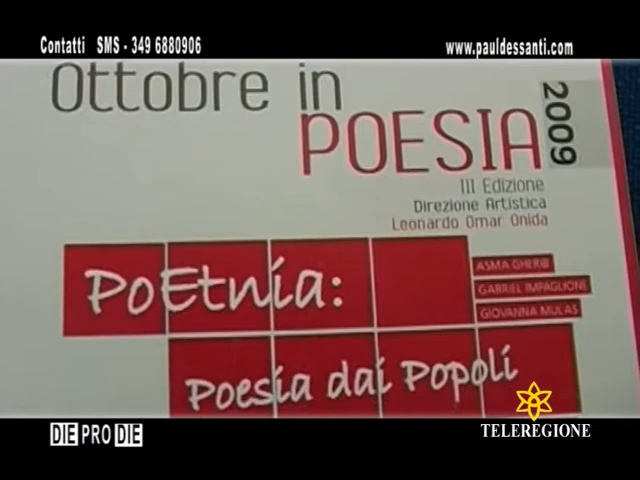 Contatti SMS - 349 6880906
www.pauldessanti.com
Ottobre in
POESIA
2009
III Edizione
Direzione Artistica
Leonardo Omar Onida
PoEtnia:
ASMA GHERIB
GABRIEL IMPAGLIONE
GIOVANNA MULAS
Poesia dai Popoli
DIE PRO DIE
TELEREGIONE